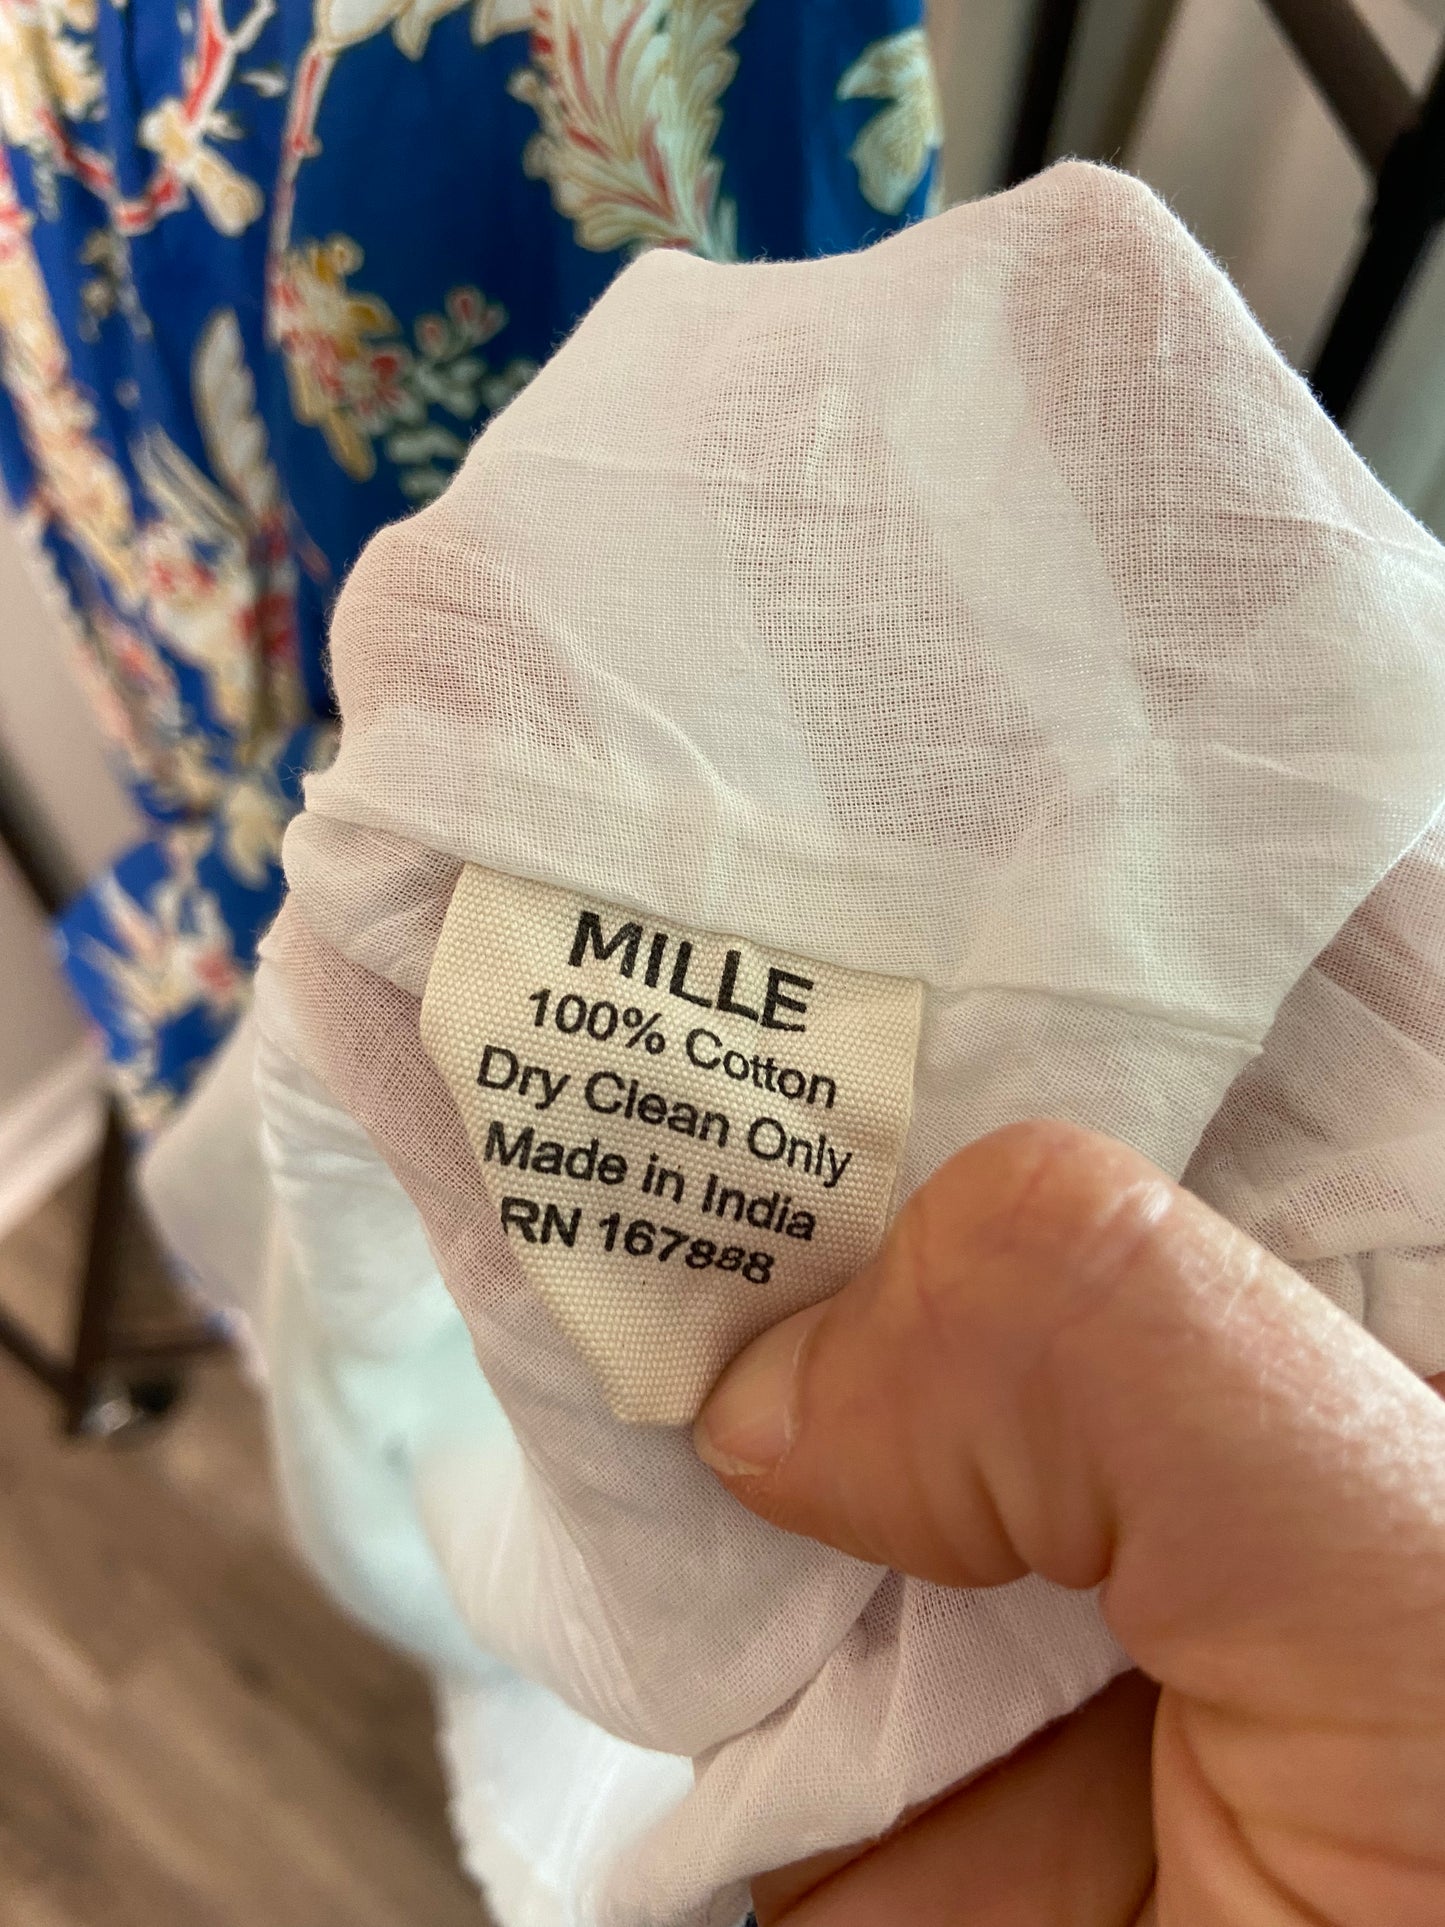 MILLE
100% Cotton
Dry Clean Only
Made in India
RN 167888